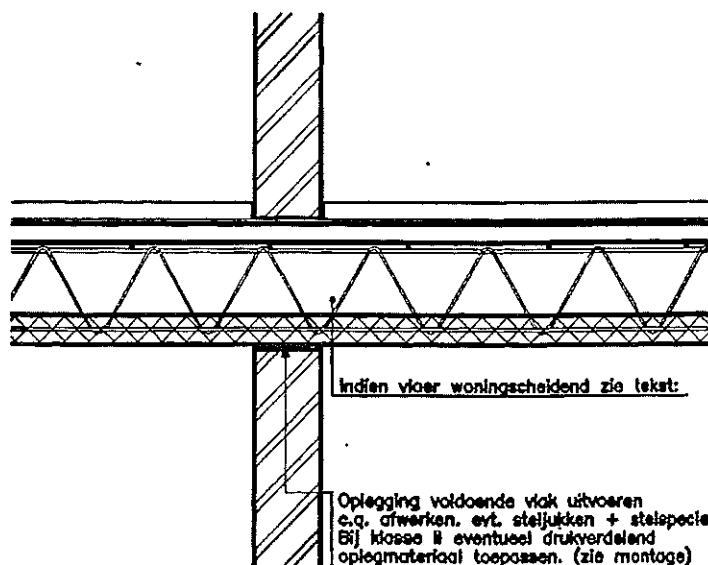 Indien vloer woningscheidend zie tekst:
Oplegging voldoende vlak uitvoeren
c.q. afwerken. evt. steljukken + stelspecie
Bij klasse II eventueel drukverdelend
oplegmateriaal toepassen. (zie montage)